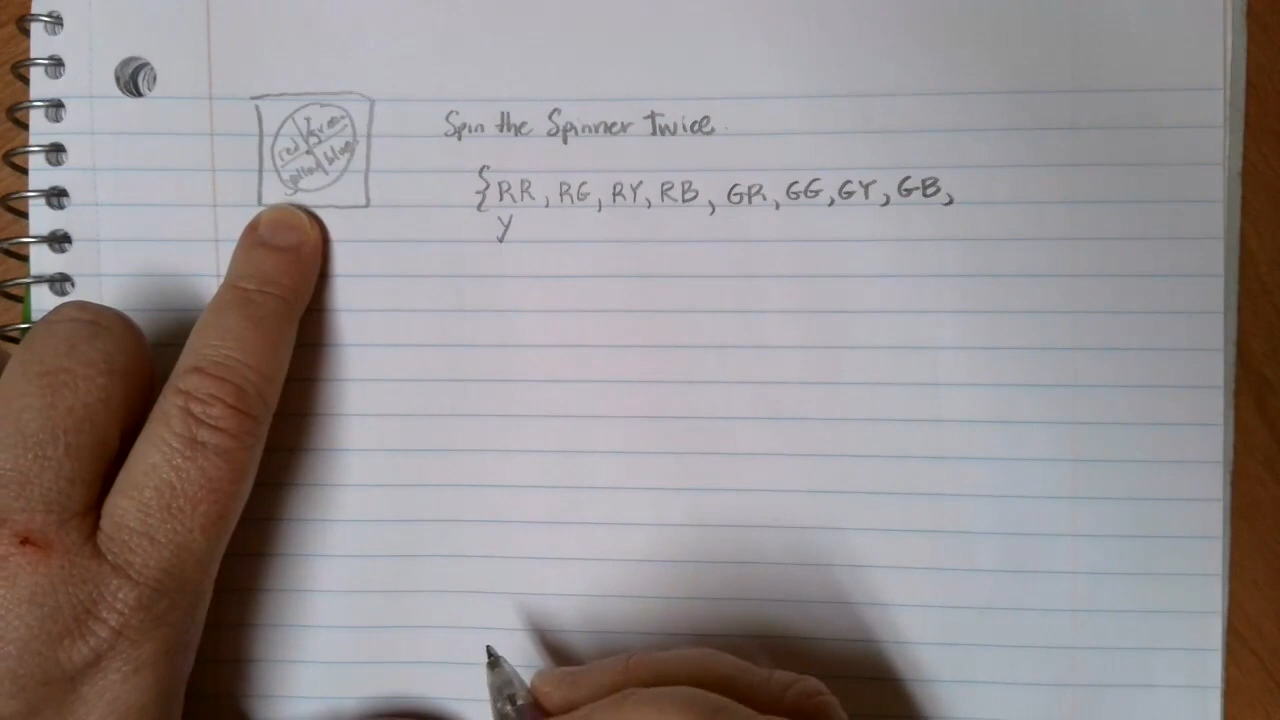 green
red
yellow blue
Spin the Spinner Twice.
{RR, RG, RY, RB, GR, GG, GY, GB,
Y